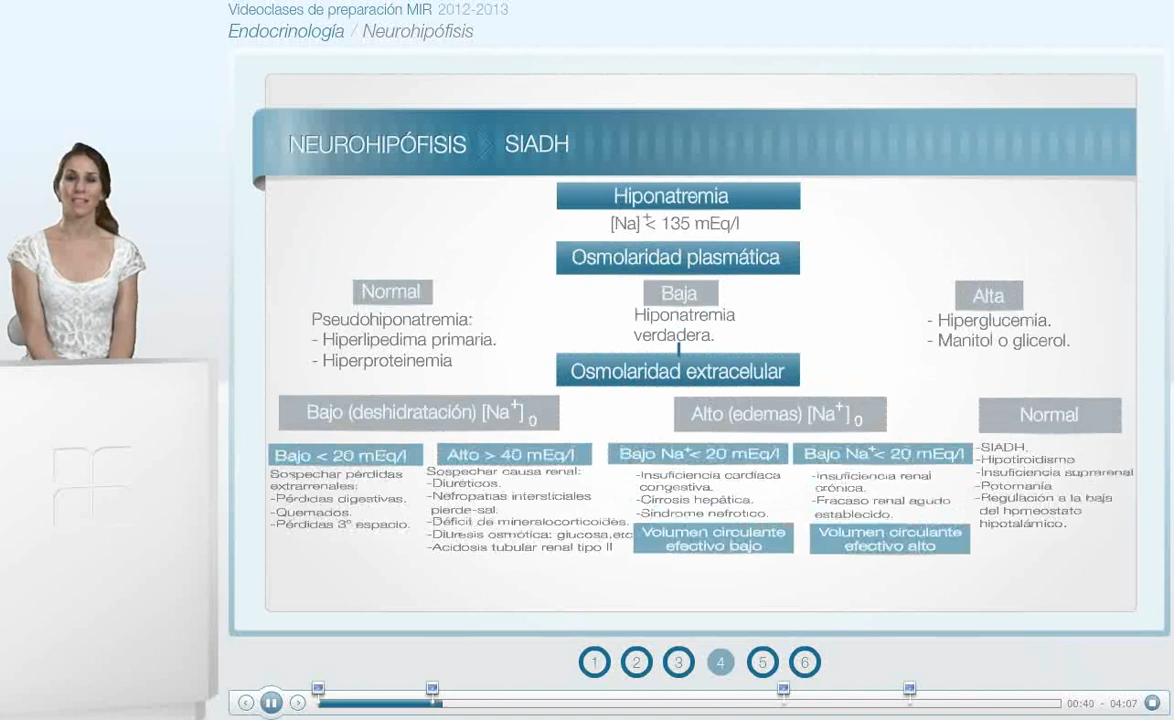 Videoclases de preparación MIR 2012-2013
Endocrinología / Neurohipófisis
NEUROHIPÓFISIS SIADH
Hiponatremia
[Na]+< 135 mEq/l
Osmolaridad plasmática
Normal
Pseudohiponatremia:
- Hiperlipedima primaria.
- Hiperproteinemia
Baja
Hiponatremia
verdadera.
Alta
- Hiperglucemia.
- Manitol o glicerol.
Osmolaridad extracelular
Bajo (deshidratación) [Na+]0
Alto (edemas) [Na+]0
Normal
Bajo < 20 mEq/l
Sospechar pérdidas
extrarrenales:
-Pérdidas digestivas.
-Quemados.
-Pérdidas 3º espacio.
Alto > 40 mEq/l
Sospechar causa renal:
-Diuréticos.
-Nefropatas intersticiales
pierde-sal.
-Déficit de mineralocorticoides.
-Diuresis osmótica: glucosa,etc
-Acidosis tubular renal tipo II
Bajo Na+< 20 mEq/l
-Insuficiencia cardíaca
congestiva.
-Cirrosis hepática.
-Síndrome nefrotico.
Volumen circulante
efectivo bajo
Bajo Na+< 20 mEq/l
-Insuficiencia renal
crónica.
-Fracaso renal agudo
establecido.
Volumen circulante
efectivo alto
-SIADH.
-Hipotiroidismo
-Insuficiencia suprarrenal
-Potomanía
-Regulación a la baja
del homeostato
hipotalámico.
1 2 3 4 5 6
00:40 - 04:07